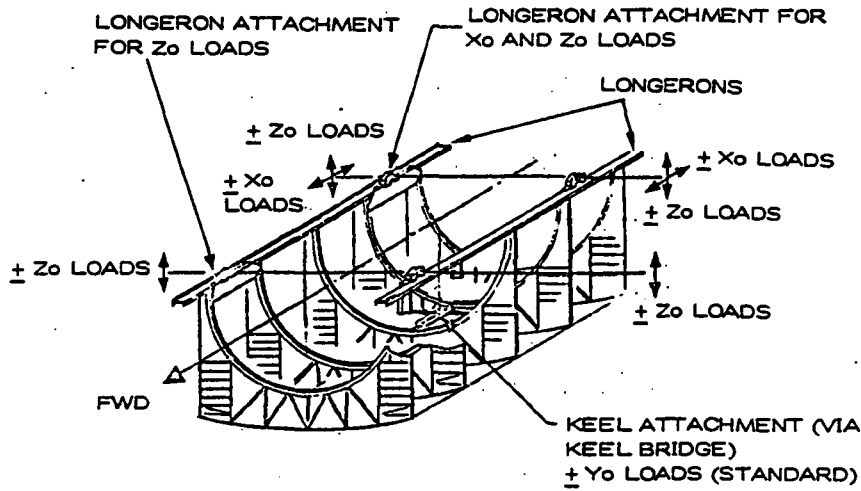 LONGERON ATTACHMENT
FOR Zo LOADS
LONGERON ATTACHMENT FOR
Xo AND Zo LOADS
LONGERONS
± Zo LOADS
± Xo
LOADS
± Xo LOADS
± Zo LOADS
± Zo LOADS
± Zo LOADS
FWD
KEEL ATTACHMENT (VIA
KEEL BRIDGE)
± Yo LOADS (STANDARD)